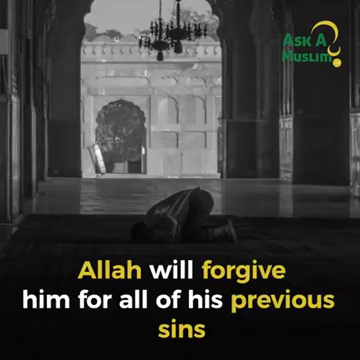 ASK A
MUSLIM
Allah will forgive
him for all of his previous
sins